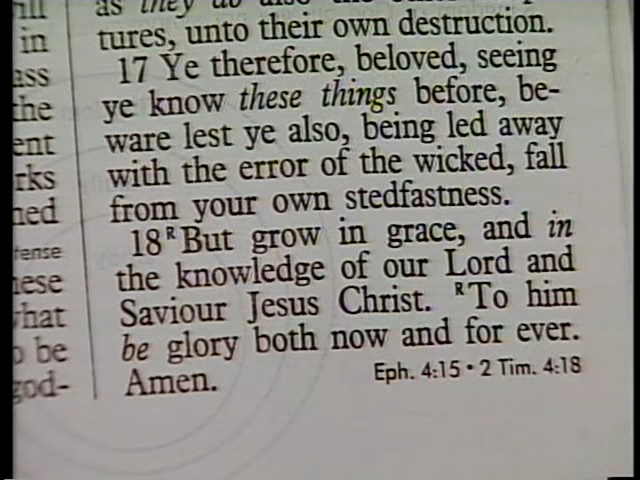 in
the
tures, unto their own destruction.
17 Ye therefore, beloved, seeing
ye know these things before, be-
ware lest ye also, being led away
with the error of the wicked, fall
from your own stedfastness.
18 R But grow in grace, and in
the knowledge of our Lord and
Saviour Jesus Christ. R To him
be glory both now and for ever.
Amen.
Eph. 4:15 • 2 Tim. 4:18